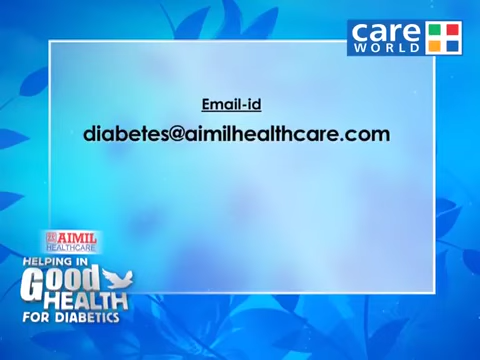 care
WORLD
Email-id
diabetes@aimilhealthcare.com
AIMIL
HEALTHCARE
HELPING IN
Good
HEALTH
FOR DIABETICS